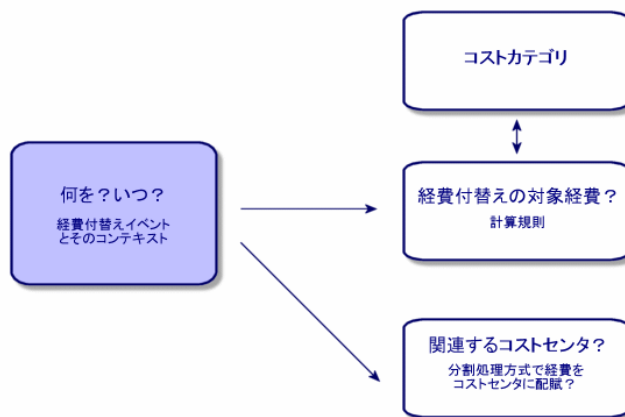 コストカテゴリ
何を？いつ？
経費付替えイベント
とそのコンテキスト
経費付替えの対象経費？
計算規則
関連するコストセンタ？
分割処理方式で経費を
コストセンタに配賦？